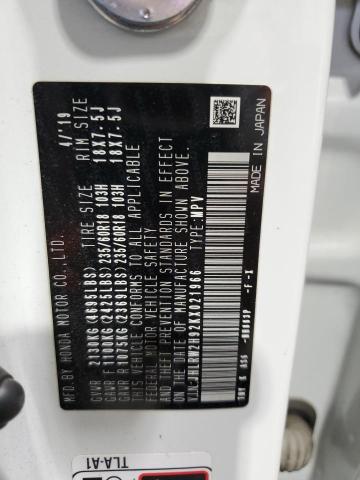 MFD. BY HONDA MOTOR CO., LTD. 4/'19
TIRE SIZE RIM SIZE
GVWR 2130KG (4695LBS)
GAWR F 1100KG (2425LBS) 235/60R18 103H 18X7.5J
GAWR R 1075KG (2399LBS) 235/60R18 103H 18X7.5J
THIS VEHICLE CONFORMS TO ALL APPLICABLE
FEDERAL MOTOR VEHICLE SAFETY
AND THEFT PREVENTION STANDARDS IN EFFECT
ON THE DATE OF MANUFACTURE SHOWN ABOVE.
V.I.N: JHLRW2H92KX021966 TYPE: MPV
MADE IN JAPAN
-F -X
TLA-A1